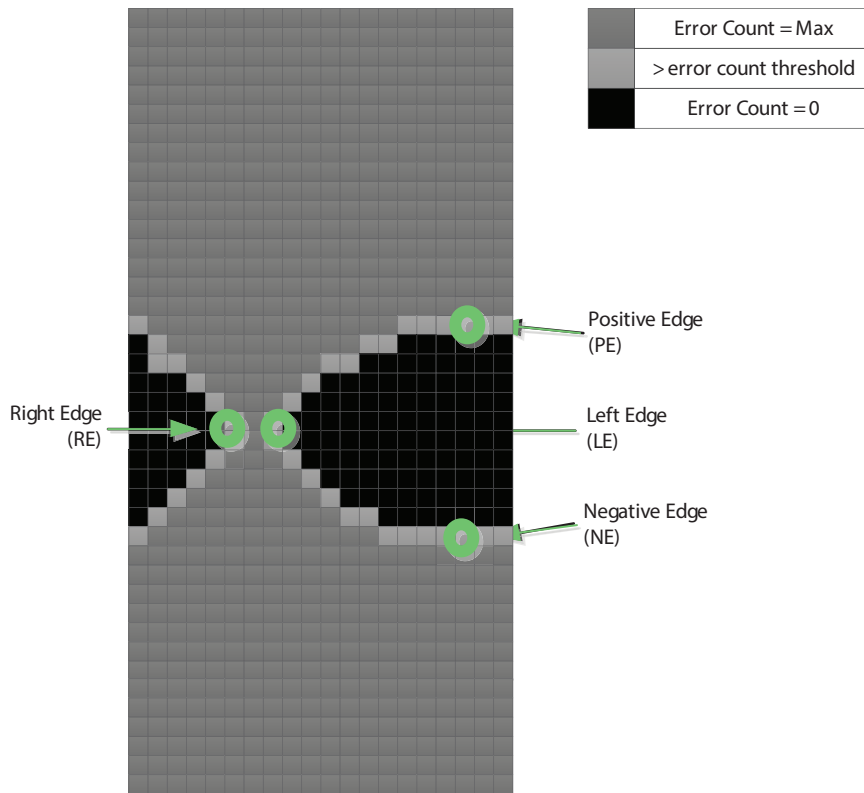 Error Count = Max
> error count threshold
Error Count = 0
Positive Edge
(PE)
Right Edge
(RE)
Left Edge
(LE)
Negative Edge
(NE)